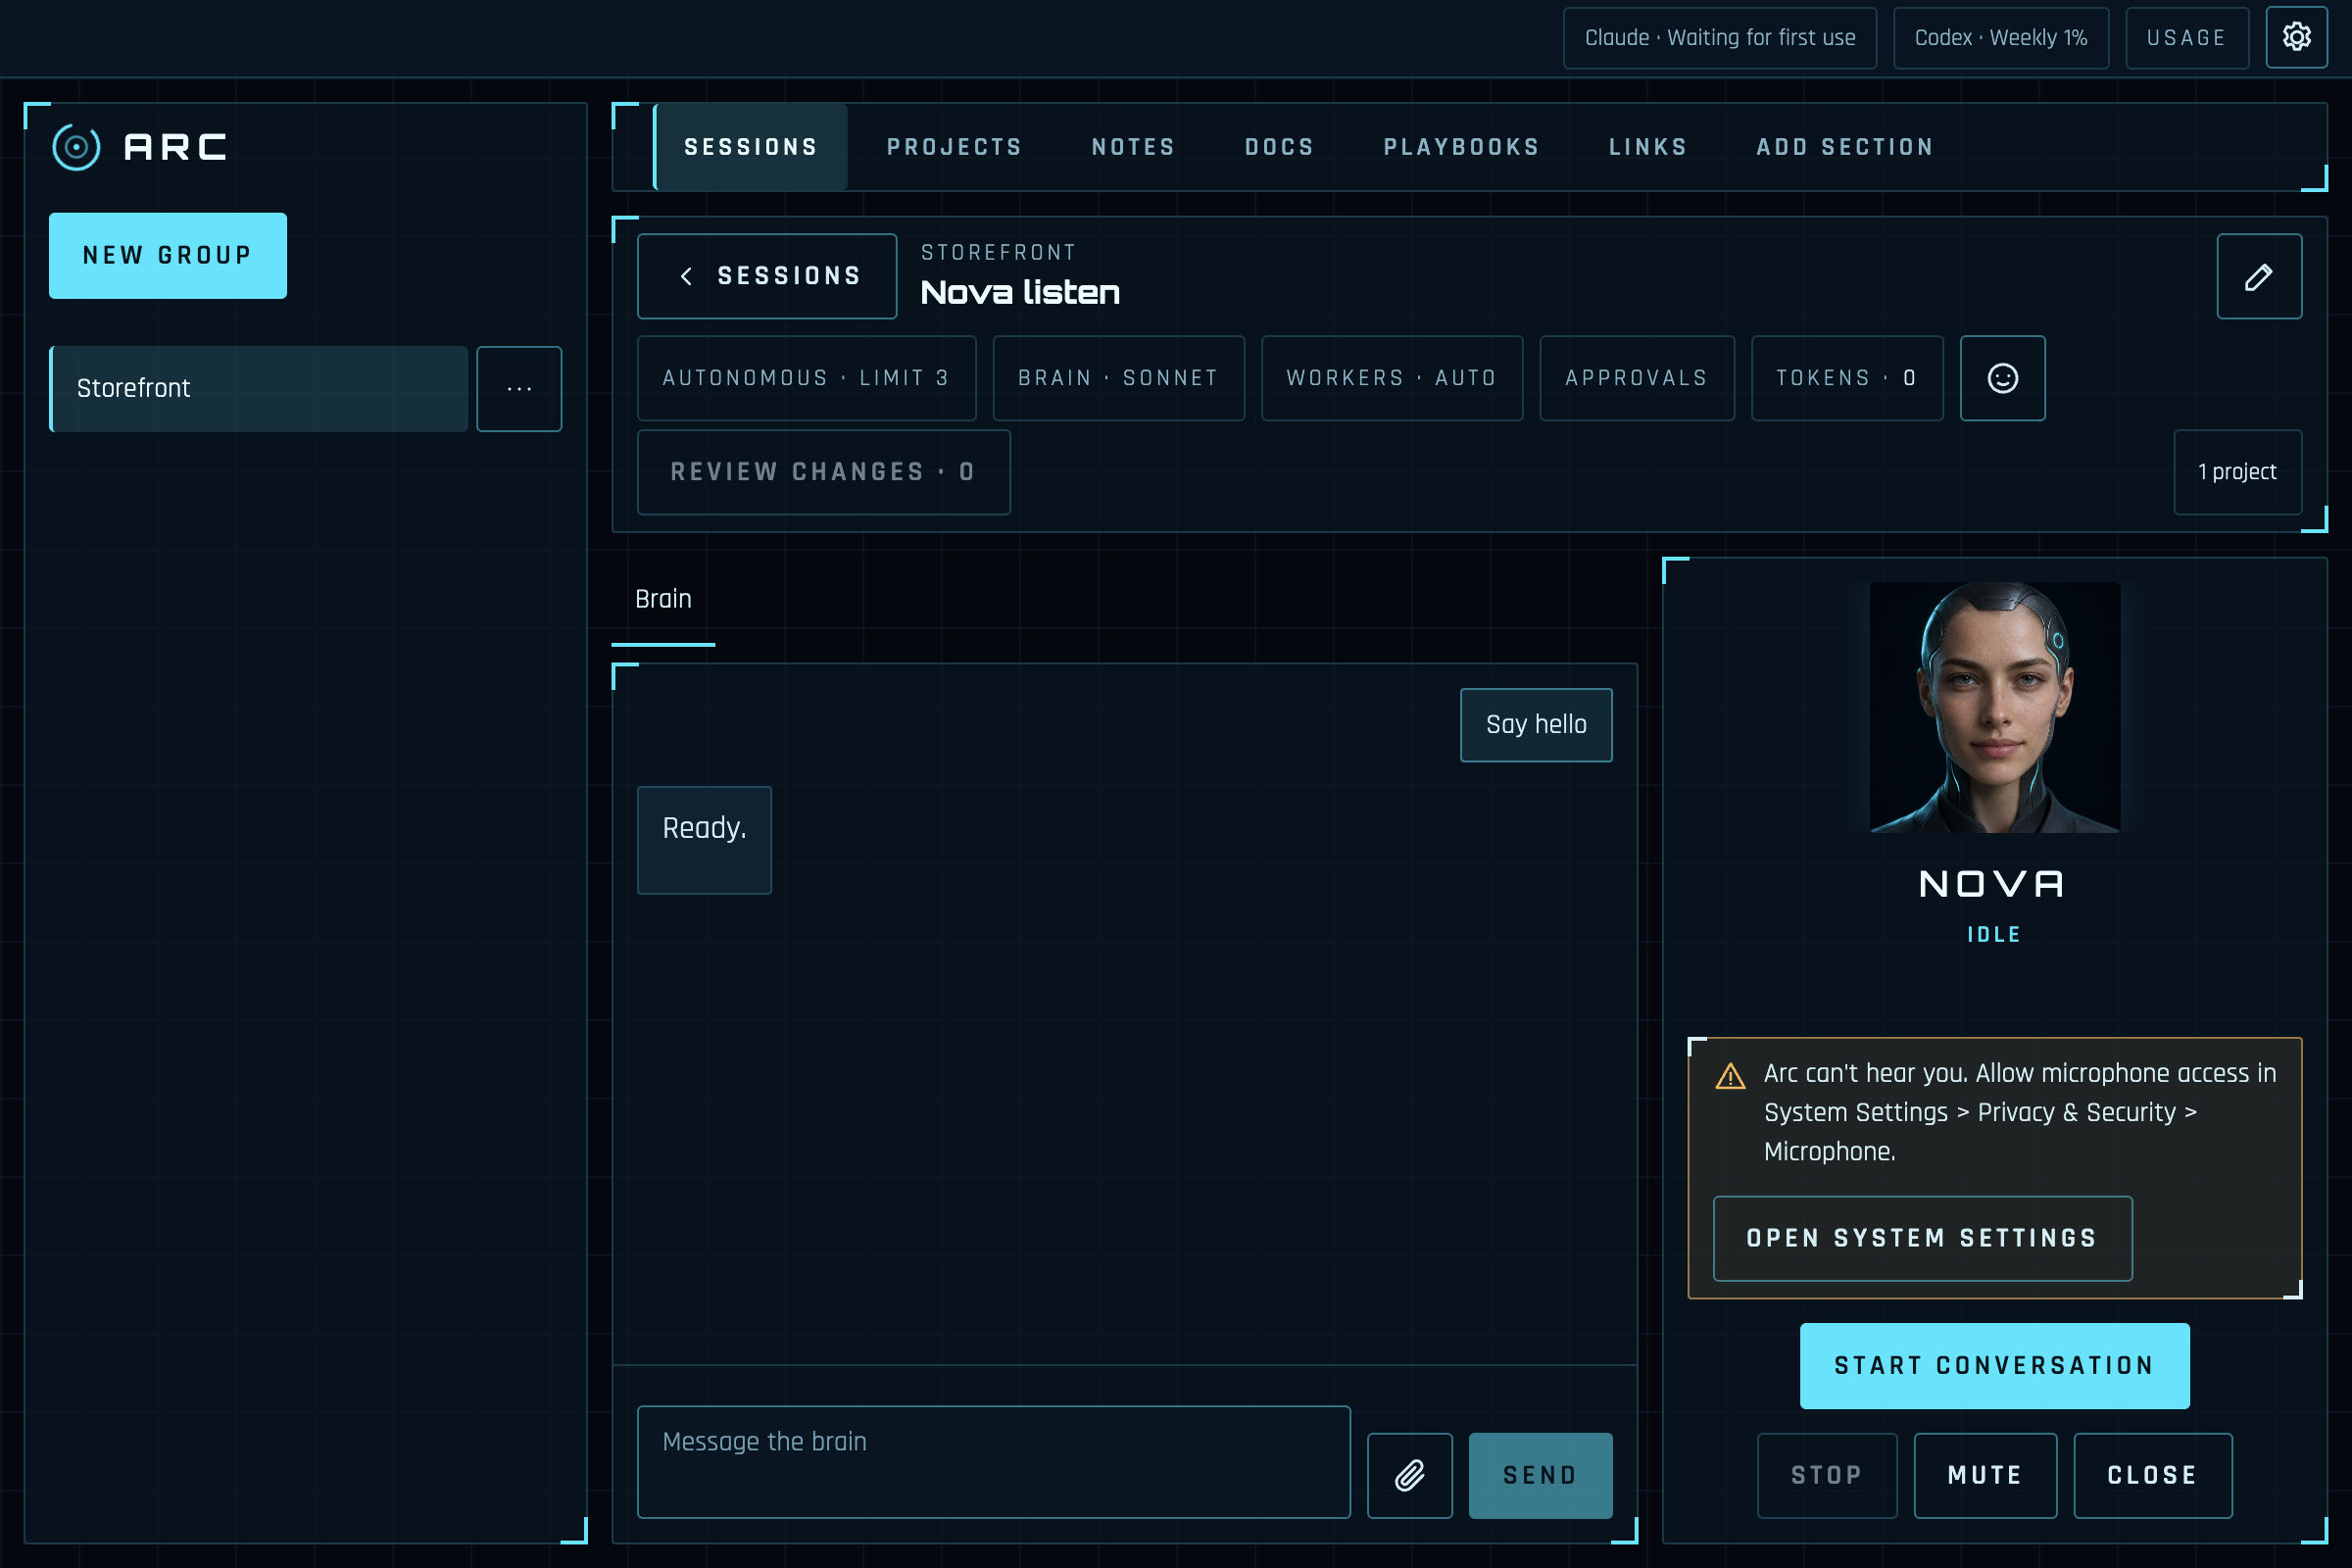 Claude · Waiting for first use
Codex · Weekly 1%
USAGE
ARC
NEW GROUP
Storefront
...
SESSIONS
PROJECTS
NOTES
DOCS
PLAYBOOKS
LINKS
ADD SECTION
SESSIONS
STOREFRONT
Nova listen
AUTONOMOUS · LIMIT 3
BRAIN · SONNET
WORKERS · AUTO
APPROVALS
TOKENS · 0
REVIEW CHANGES · 0
1 project
Brain
Say hello
Ready.
Message the brain
SEND
NOVA
IDLE
Arc can't hear you. Allow microphone access in
System Settings > Privacy & Security >
Microphone.
OPEN SYSTEM SETTINGS
START CONVERSATION
STOP
MUTE
CLOSE